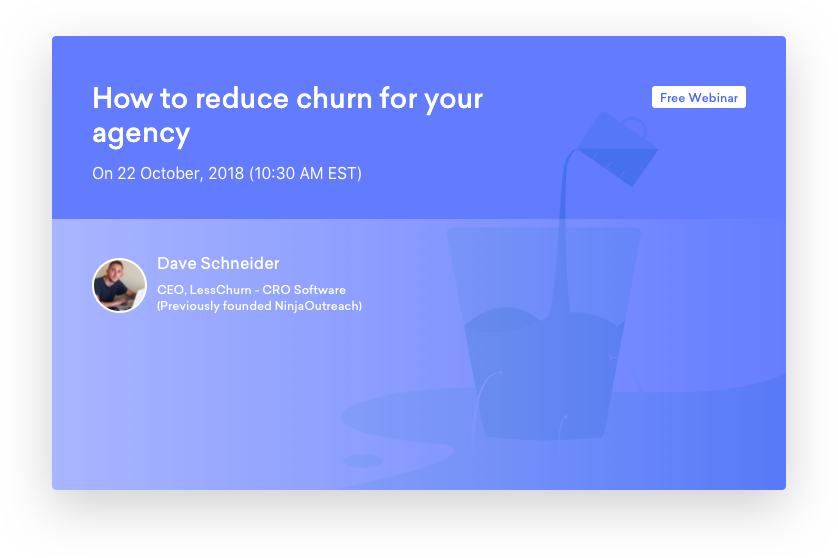 How to reduce churn for your
agency
Free Webinar
On 22 October, 2018 (10:30 AM EST)
Dave Schneider
CEO, LessChurn - CRO Software
(Previously founded NinjaOutreach)